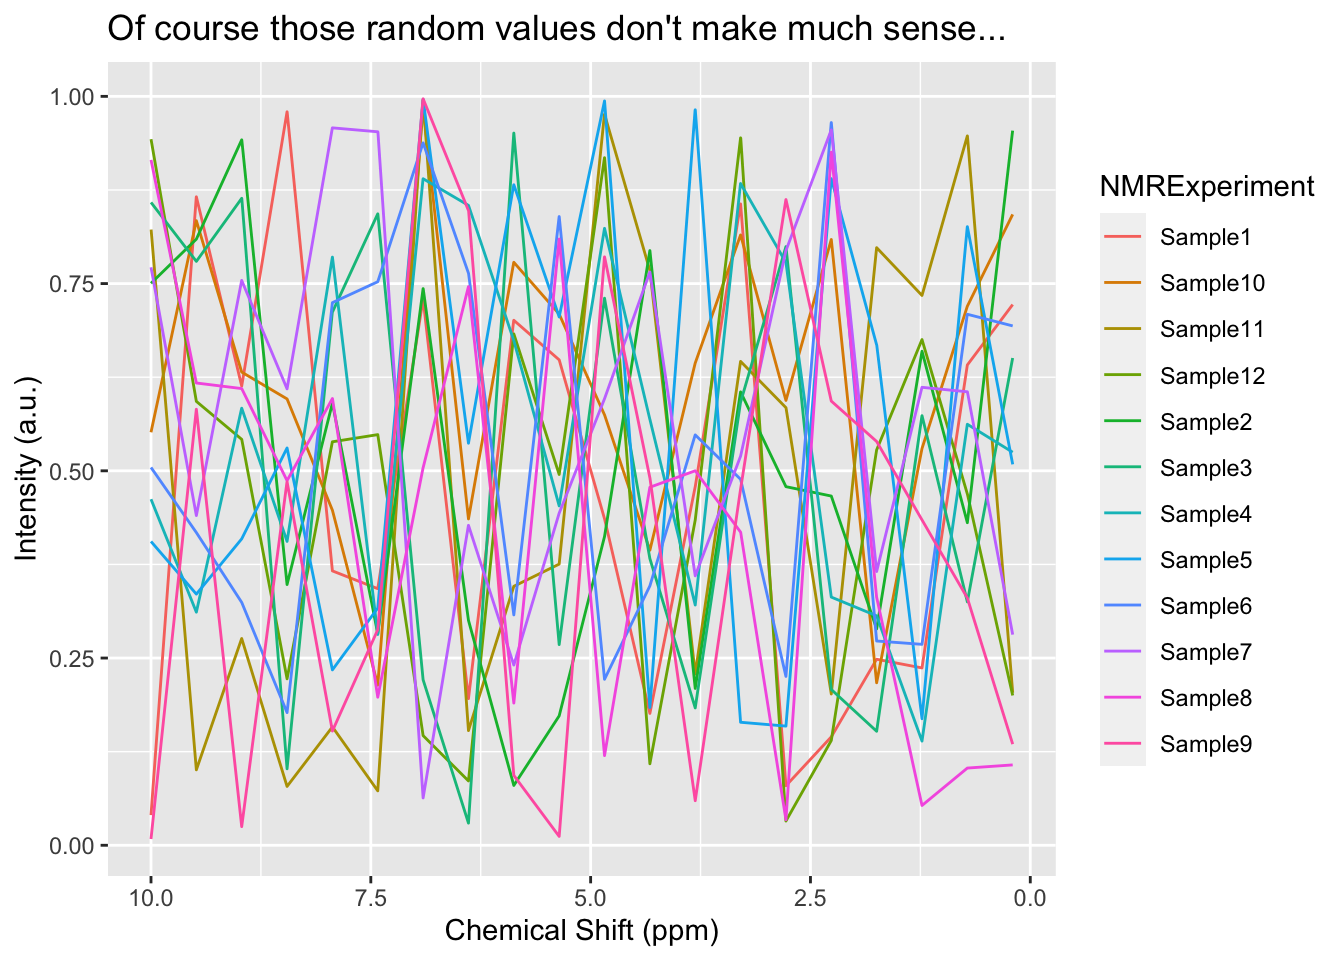 Of course those random values don't make much sense...
Intensity (a.u.)
1.00
0.75
0.50
0.25
0.00
10.0
7.5
5.0
2.5
0.0
Chemical Shift (ppm)
NMRExperiment
Sample1
Sample10
Sample11
Sample12
Sample2
Sample3
Sample4
Sample5
Sample6
Sample7
Sample8
Sample9